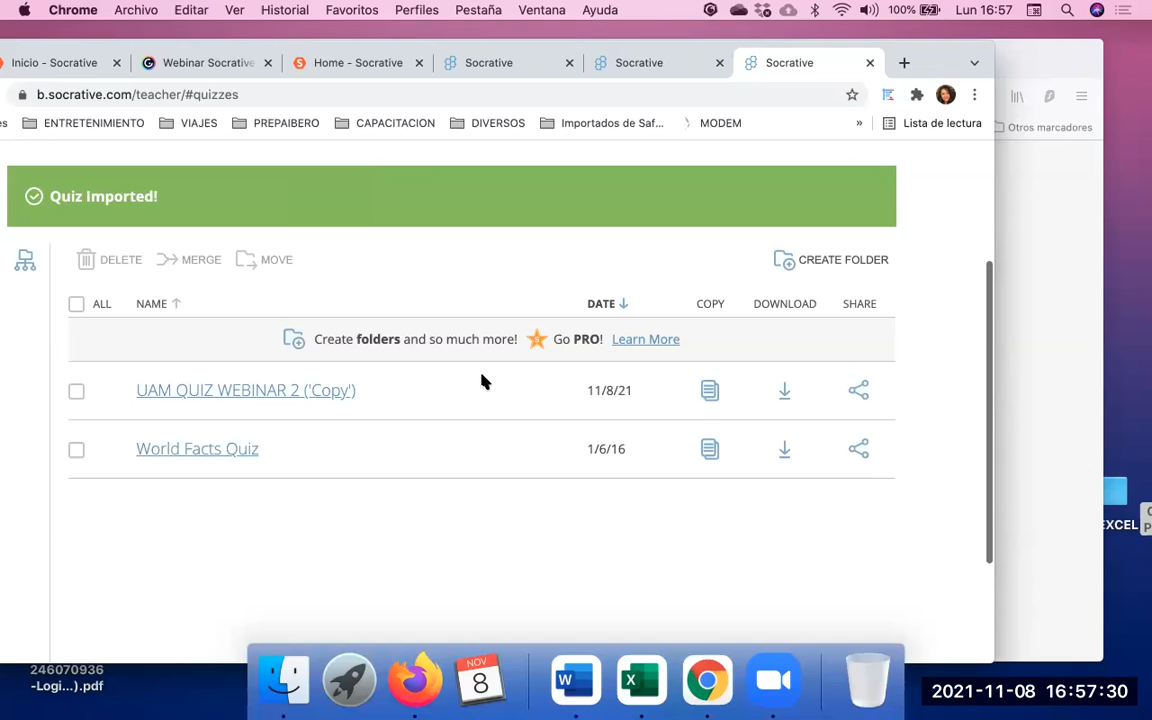 Chrome Archivo Editar Ver Historial Favoritos Perfiles Pestaña Ventana Ayuda 100% Lun 16:57
Inicio - Socrative Webinar Socrative Home - Socrative Socrative Socrative Socrative
b.socrative.com/teacher/#quizzes
es ENTRETENIMIENTO VIAJES PREPAIBERO CAPACITACION DIVERSOS Importados de Saf... MODEM » Lista de lectura Otros marcadores
Quiz Imported!
DELETE MERGE MOVE CREATE FOLDER
ALL NAME DATE COPY DOWNLOAD SHARE
Create folders and so much more! Go PRO! Learn More
UAM QUIZ WEBINAR 2 ('Copy') 11/8/21
World Facts Quiz 1/6/16
EXCEL
NOV
8
246070936
-Logi...).pdf
2021-11-08 16:57:30